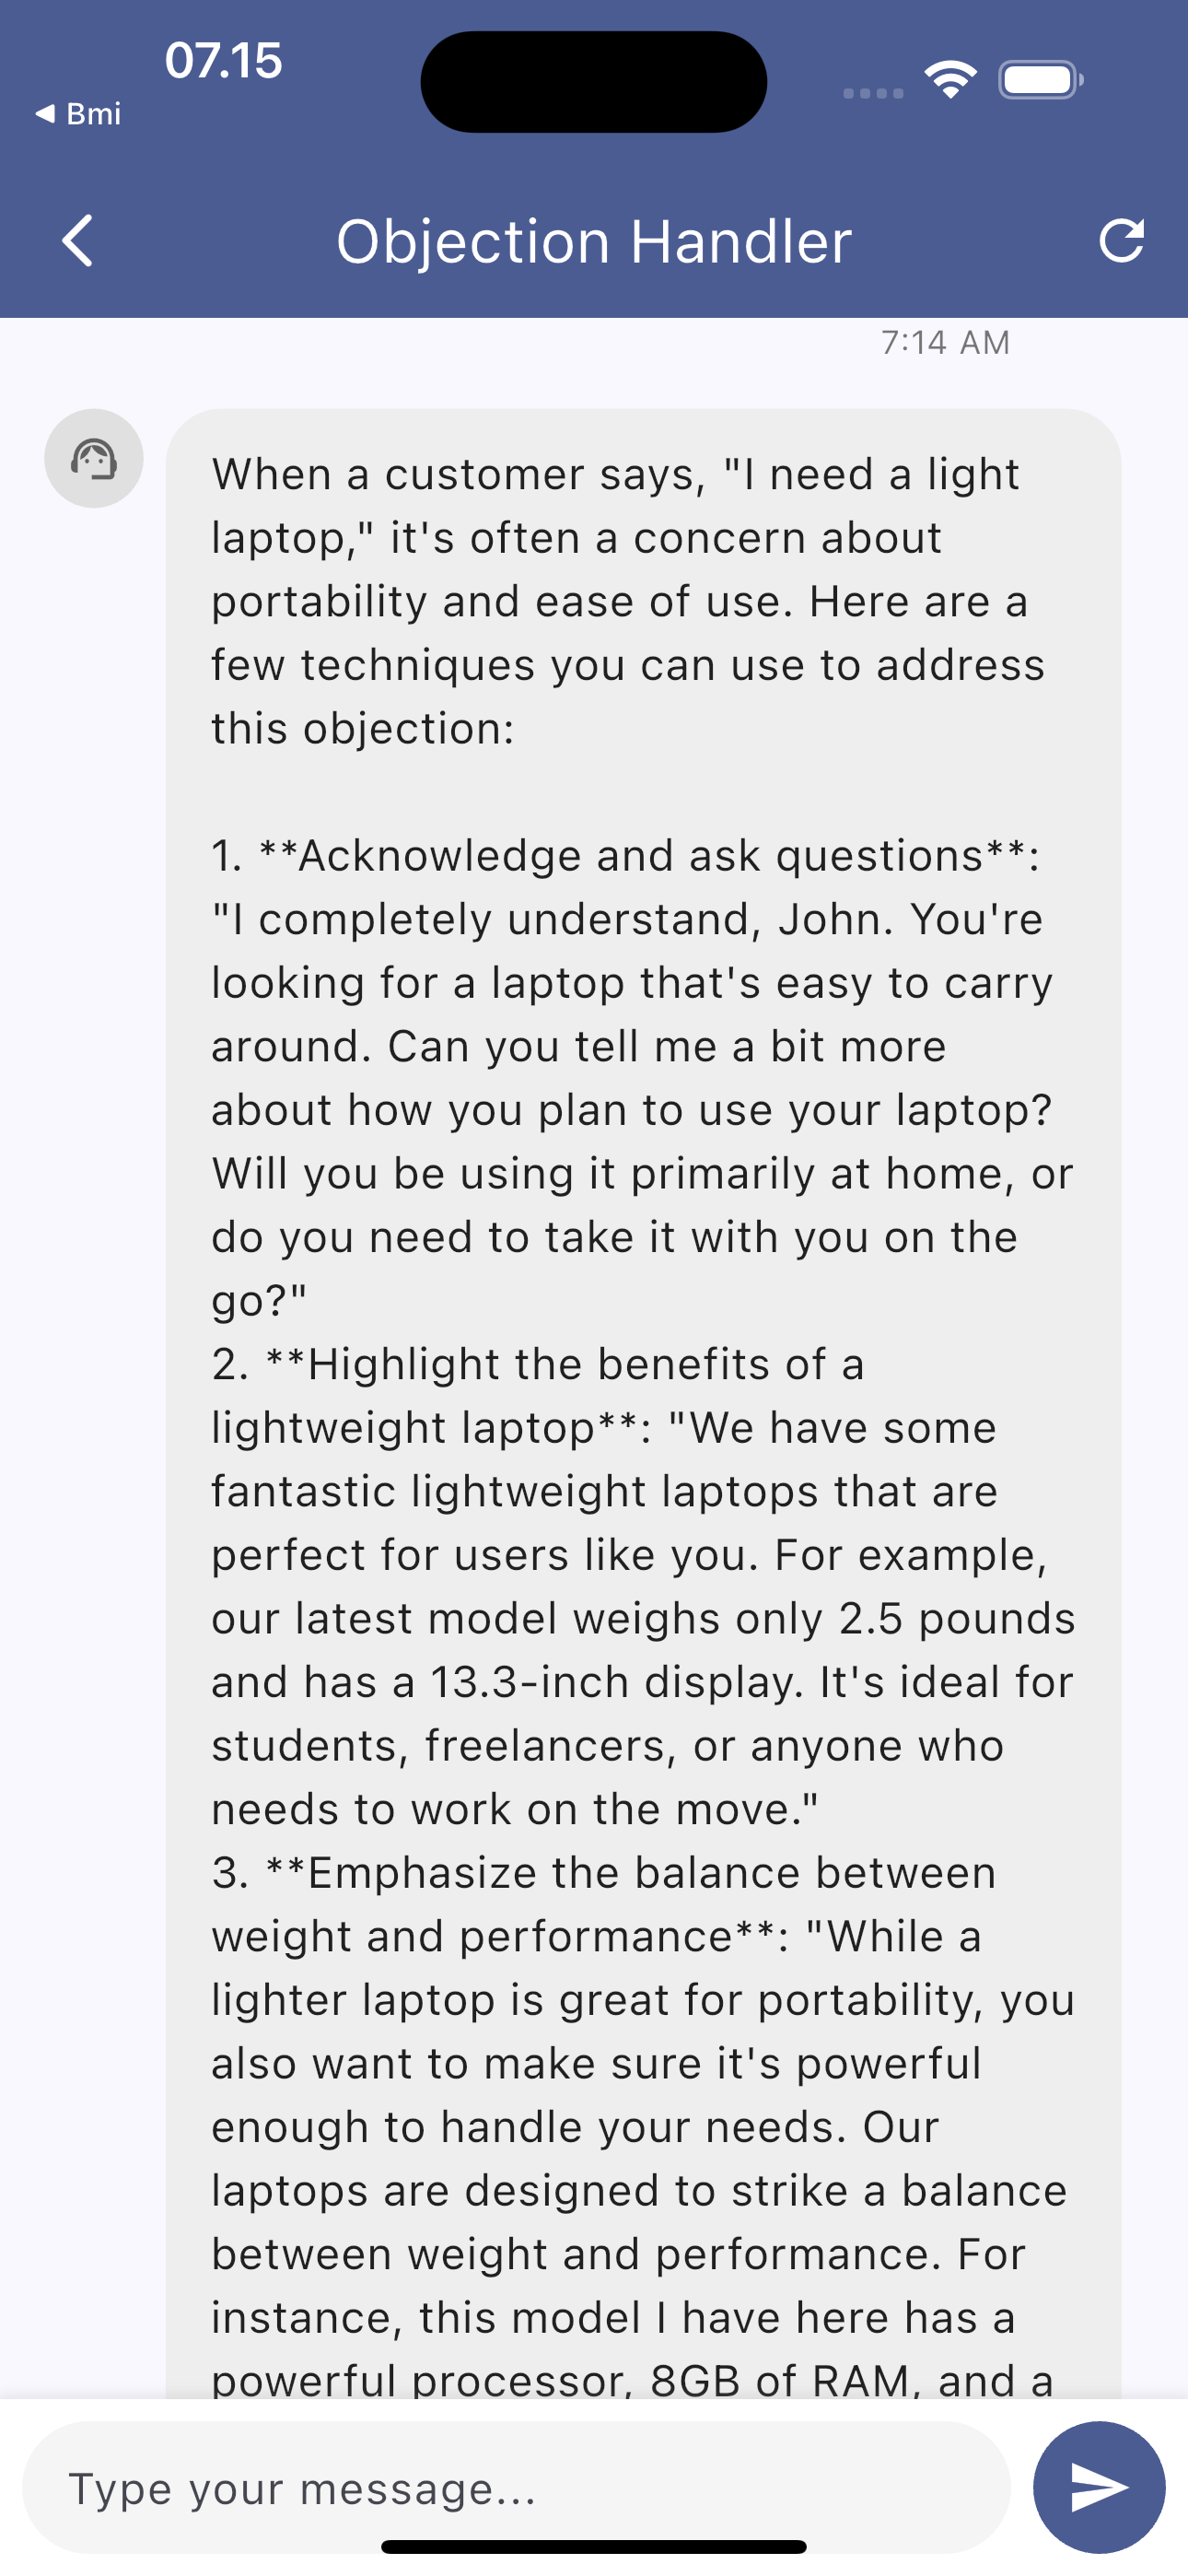 07.15
◀ Bmi
Objection Handler
7:14 AM
When a customer says, "I need a light
laptop," it's often a concern about
portability and ease of use. Here are a
few techniques you can use to address
this objection:
1. **Acknowledge and ask questions**:
"I completely understand, John. You're
looking for a laptop that's easy to carry
around. Can you tell me a bit more
about how you plan to use your laptop?
Will you be using it primarily at home, or
do you need to take it with you on the
go?"
2. **Highlight the benefits of a
lightweight laptop**: "We have some
fantastic lightweight laptops that are
perfect for users like you. For example,
our latest model weighs only 2.5 pounds
and has a 13.3-inch display. It's ideal for
students, freelancers, or anyone who
needs to work on the move."
3. **Emphasize the balance between
weight and performance**: "While a
lighter laptop is great for portability, you
also want to make sure it's powerful
enough to handle your needs. Our
laptops are designed to strike a balance
between weight and performance. For
instance, this model I have here has a
powerful processor, 8GB of RAM, and a
Type your message...